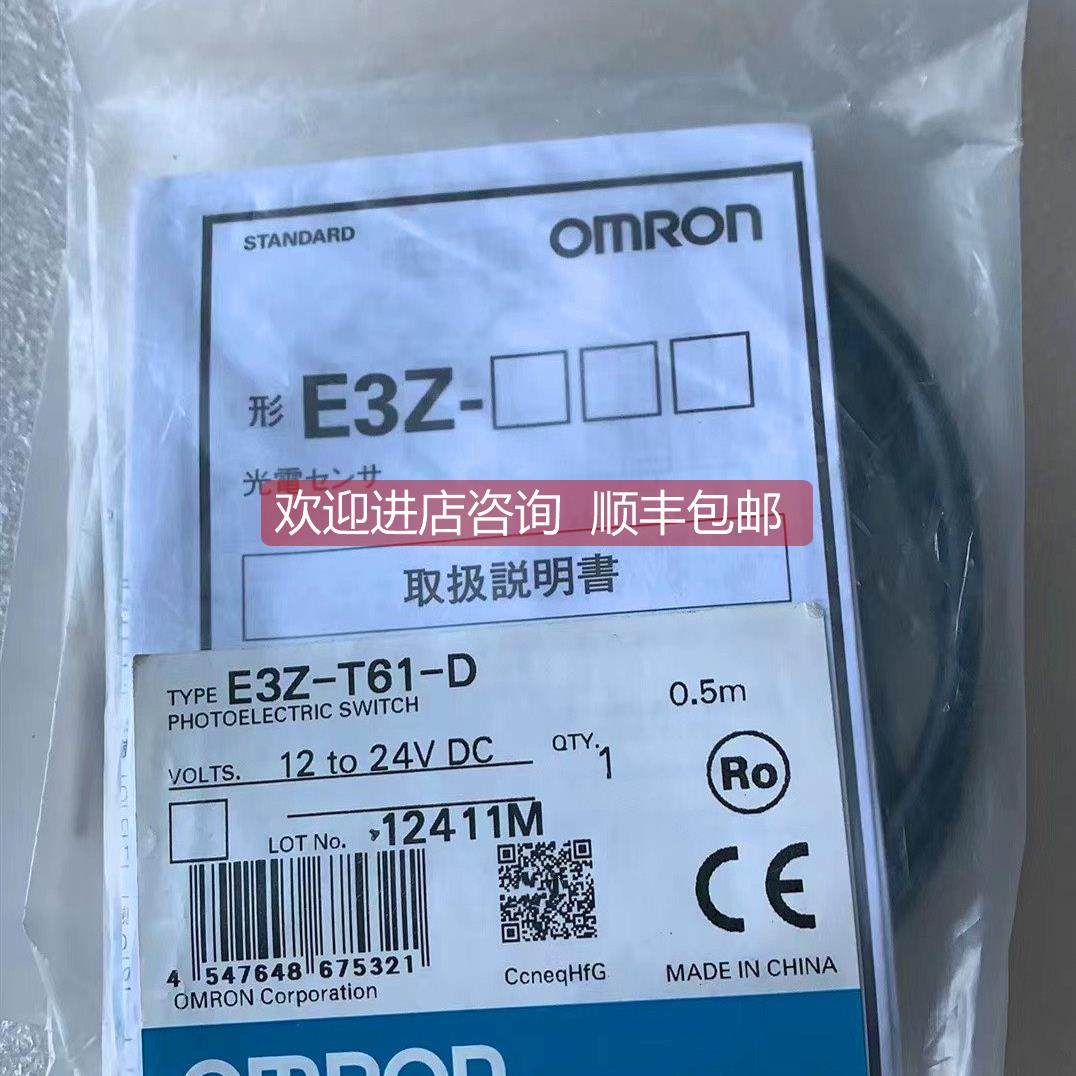 STANDARD
OMRON
形 E3Z-□□□
光電センサ
欢迎进店咨询 顺丰包邮
取扱説明書
TYPE E3Z-T61-D
0.5m
PHOTOELECTRIC SWITCH
VOLTS. 12 to 24V DC
QTY. 1
Ro
LOT No. 12411M
CE
4 547648 675321
CcneqHfG
MADE IN CHINA
OMRON Corporation
OMRON